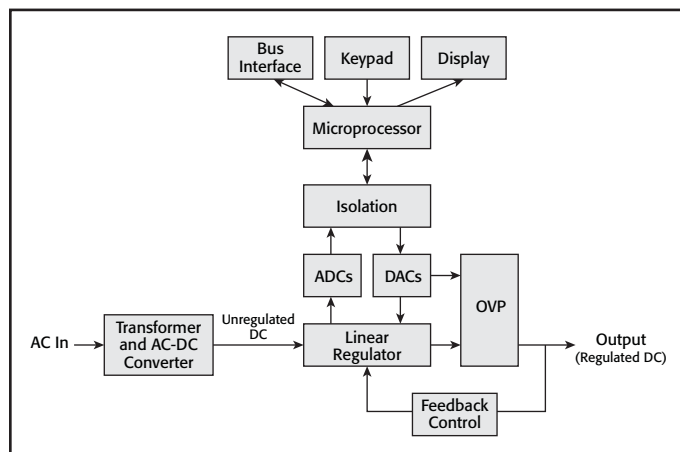 Bus
Interface
Keypad
Display
Microprocessor
Isolation
ADCs
DACs
OVP
AC In
Transformer
and AC-DC
Converter
Unregulated
DC
Linear
Regulator
Output
(Regulated DC)
Feedback
Control